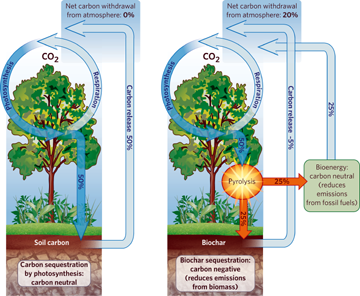 Net carbon withdrawal
from atmosphere: 0%
CO2
Photosynthesis
Respiration
Carbon release 50%
50%
Soil carbon
Carbon sequestration
by photosynthesis:
carbon neutral
Net carbon withdrawal
from atmosphere: 20%
CO2
Photosynthesis
Respiration
Carbon release ~5%
25%
50%
Pyrolysis
25%
25%
Bioenergy:
carbon neutral
(reduces
emissions
from fossil fuels)
Biochar
Biochar sequestration:
carbon negative
(reduces emissions
from biomass)